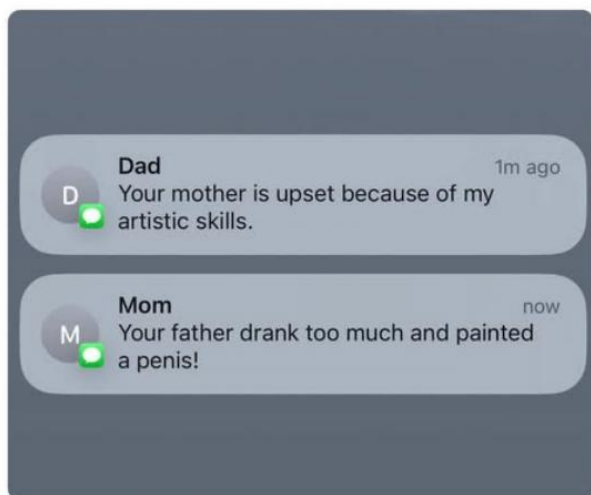 D
Dad
1m ago
Your mother is upset because of my
artistic skills.
M
Mom
now
Your father drank too much and painted
a penis!